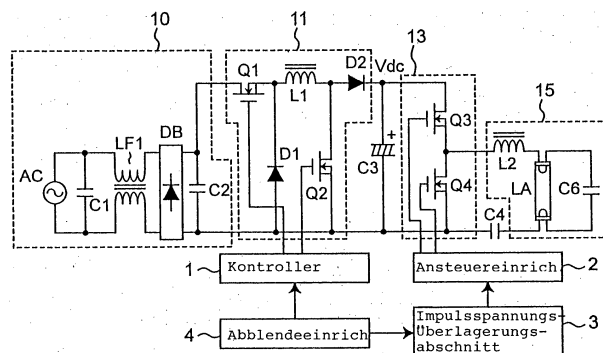 10
11
13
15
Q1
L1
D2
Vdc
Q3
LF1
DB
AC
C1
C2
D1
Q2
C3
+
Q4
L2
LA
C4
C6
1
Kontroller
Ansteuereinrich
2
4
Abblendeeinrich
Impulsspannungs-
Überlagerungs-
abschnitt
3